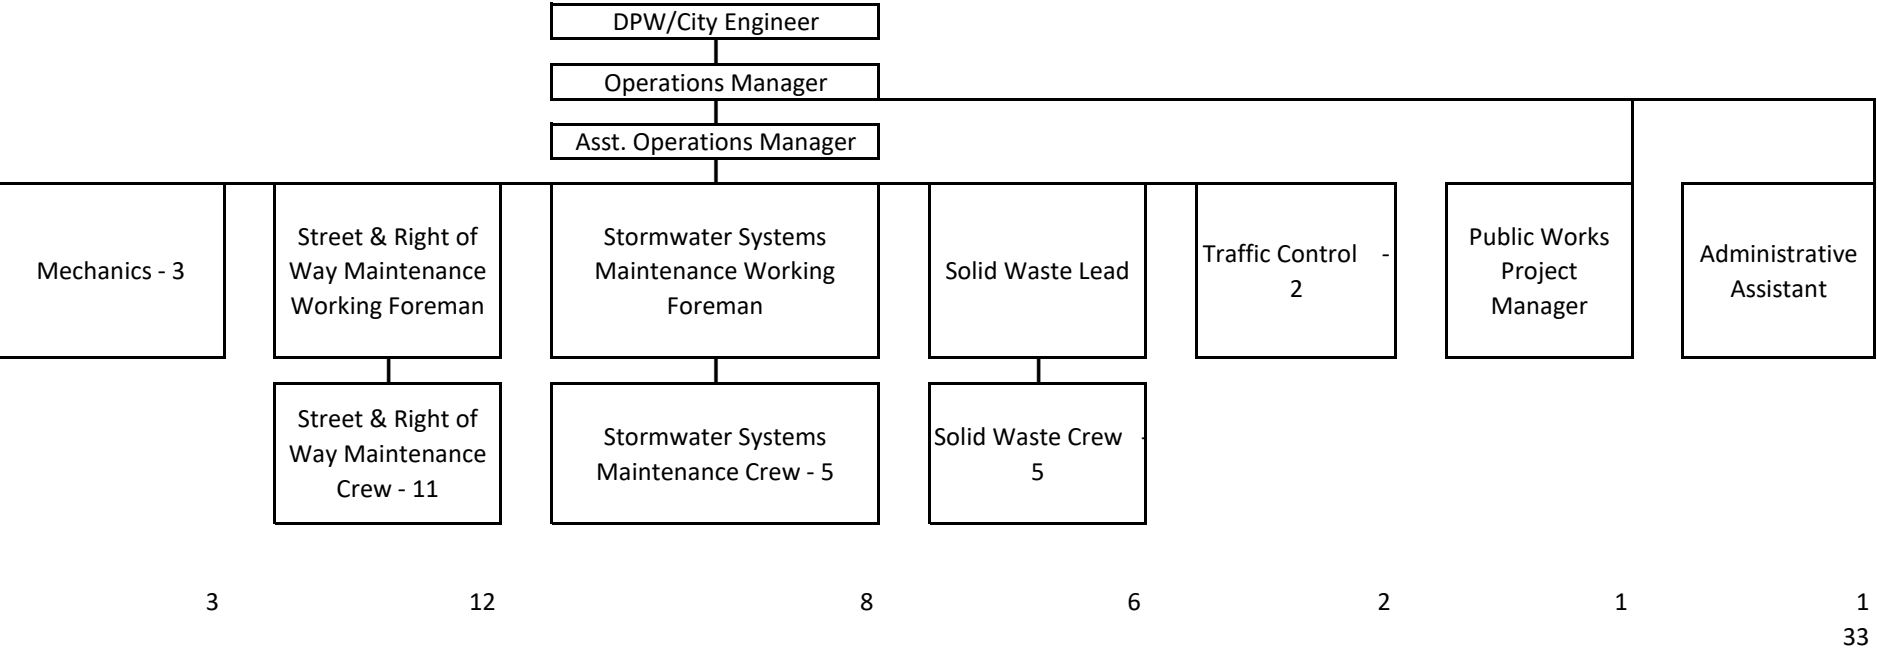 DPW/City Engineer
Operations Manager
Asst. Operations Manager
Mechanics - 3
Street & Right of
Way Maintenance
Working Foreman
Stormwater Systems
Maintenance Working
Foreman
Solid Waste Lead
Traffic Control -
2
Public Works
Project
Manager
Administrative
Assistant
Street & Right of
Way Maintenance
Crew - 11
Stormwater Systems
Maintenance Crew - 5
Solid Waste Crew -
5
3 12 8 6 2 1 1
33